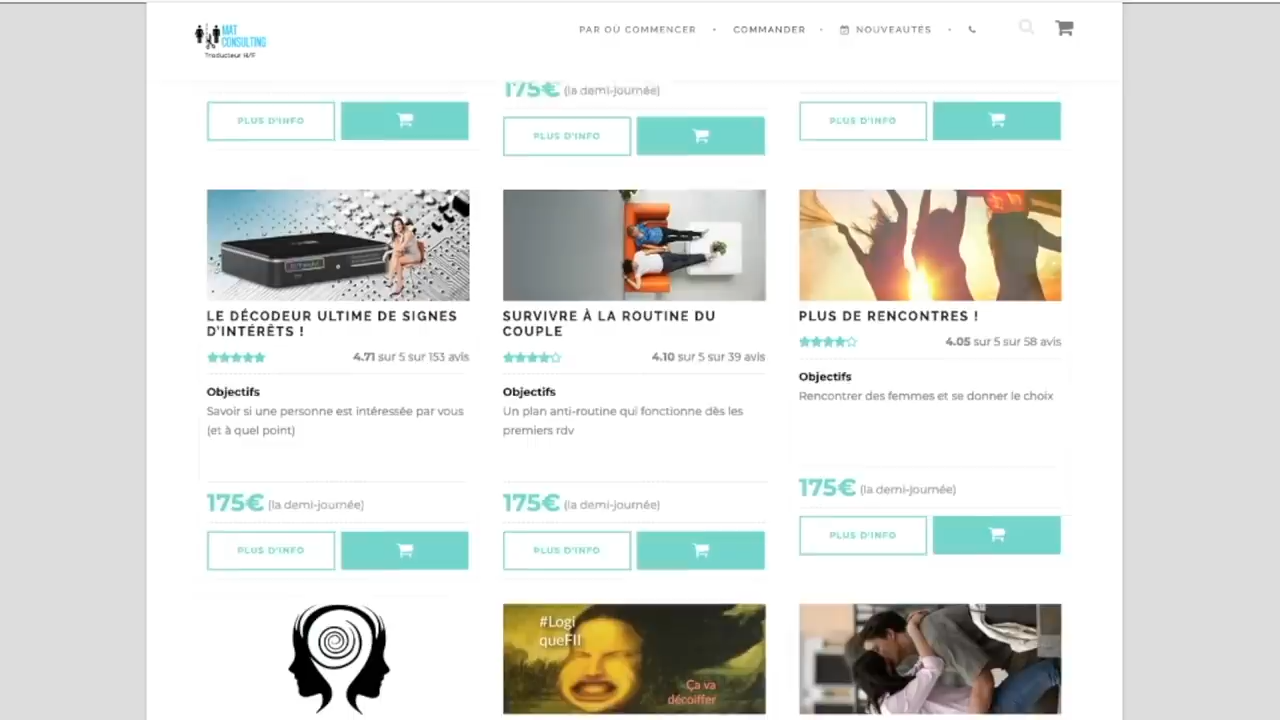 MAT
CONSULTING
Traducteur H/F
PAR OÙ COMMENCER
COMMANDER
NOUVEAUTÉS
175€ (la demi-journée)
PLUS D'INFO
PLUS D'INFO
PLUS D'INFO
LE DÉCODEUR ULTIME DE SIGNES
D'INTÉRÊTS !
4.71 sur 5 sur 153 avis
Objectifs
Savoir si une personne est intéressée par vous
(et à quel point)
175€ (la demi-journée)
PLUS D'INFO
SURVIVRE À LA ROUTINE DU
COUPLE
4.10 sur 5 sur 39 avis
Objectifs
Un plan anti-routine qui fonctionne dès les
premiers rdv
175€ (la demi-journée)
PLUS D'INFO
PLUS DE RENCONTRES !
4.05 sur 5 sur 58 avis
Objectifs
Rencontrer des femmes et se donner le choix
175€ (la demi-journée)
PLUS D'INFO
#Logi
queFII
Ça va
décoiffer